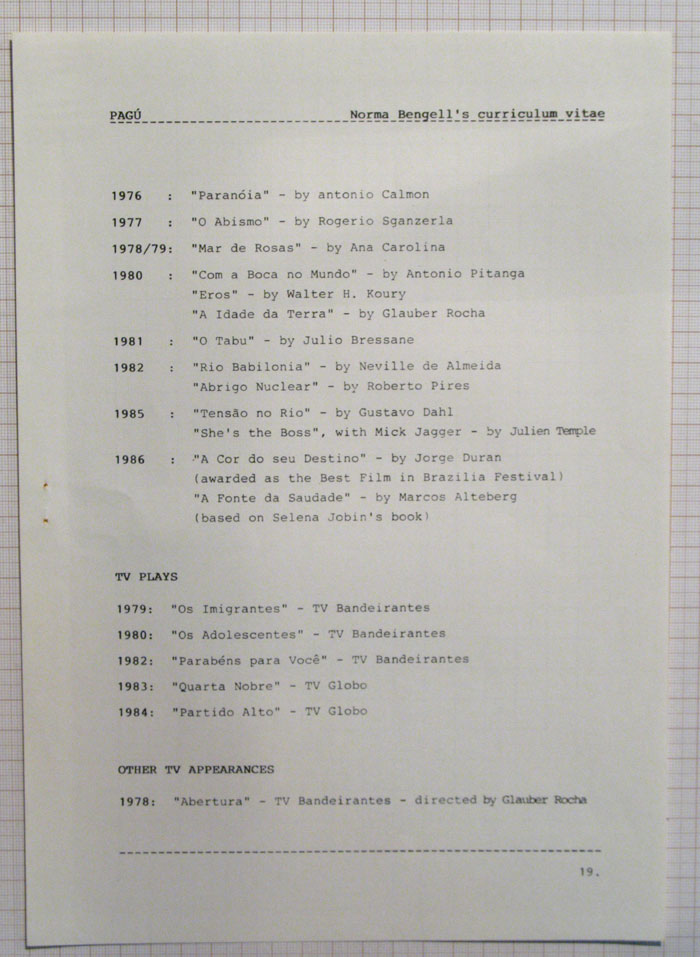 PAGÚ Norma Bengell's curriculum vitae
1976 : "Paranóia" - by antonio Calmon
1977 : "O Abismo" - by Rogerio Sganzerla
1978/79: "Mar de Rosas" - by Ana Carolina
1980 : "Com a Boca no Mundo" - by Antonio Pitanga
"Eros" - by Walter H. Koury
"A Idade da Terra" - by Glauber Rocha
1981 : "O Tabu" - by Julio Bressane
1982 : "Rio Babilonia" - by Neville de Almeida
"Abrigo Nuclear" - by Roberto Pires
1985 : "Tensão no Rio" - by Gustavo Dahl
"She's the Boss", with Mick Jagger - by Julien Temple
1986 : "A Cor do seu Destino" - by Jorge Duran
(awarded as the Best Film in Brazilia Festival)
"A Fonte da Saudade" - by Marcos Alteberg
(based on Selena Jobin's book)
TV PLAYS
1979: "Os Imigrantes" - TV Bandeirantes
1980: "Os Adolescentes" - TV Bandeirantes
1982: "Parabéns para Você" - TV Bandeirantes
1983: "Quarta Nobre" - TV Globo
1984: "Partido Alto" - TV Globo
OTHER TV APPEARANCES
1978: "Abertura" - TV Bandeirantes - directed by Glauber Rocha
19.